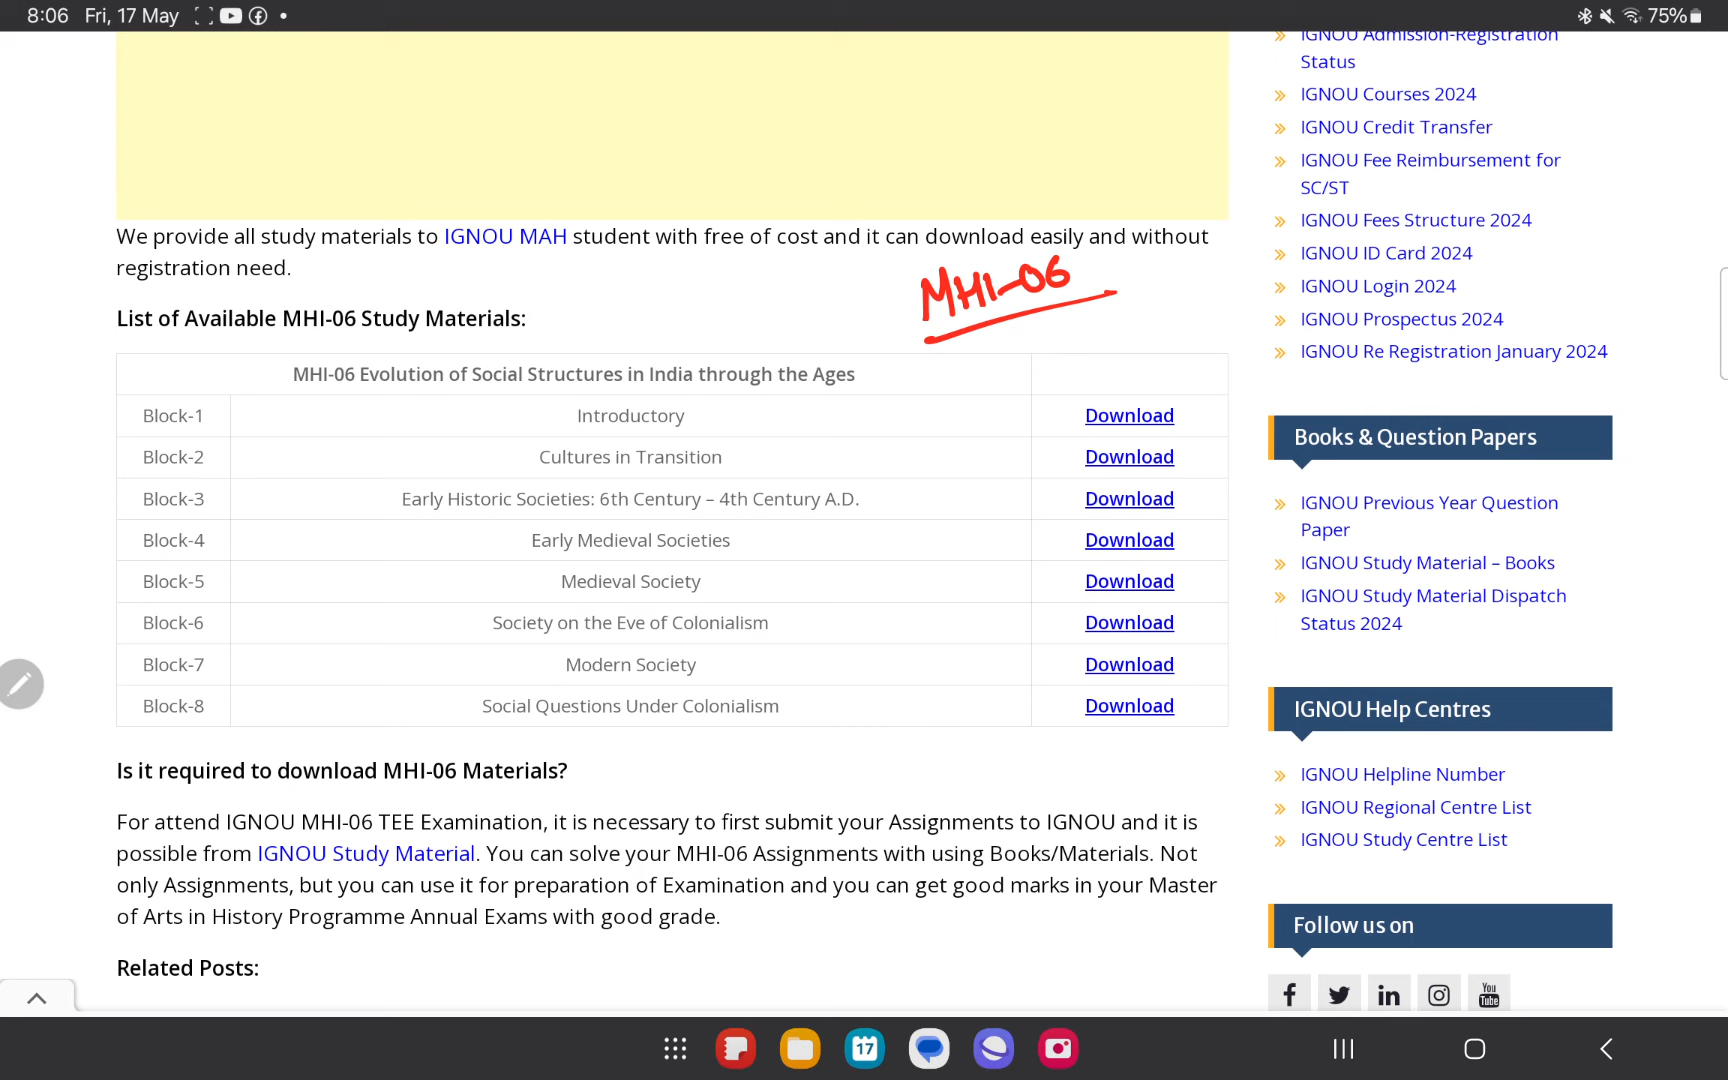 8:06 Fri, 17 May
75%
We provide all study materials to IGNOU MAH student with free of cost and it can download easily and without
registration need.
MHI-06
List of Available MHI-06 Study Materials:
MHI-06 Evolution of Social Structures in India through the Ages
Block-1 Introductory Download
Block-2 Cultures in Transition Download
Block-3 Early Historic Societies: 6th Century – 4th Century A.D. Download
Block-4 Early Medieval Societies Download
Block-5 Medieval Society Download
Block-6 Society on the Eve of Colonialism Download
Block-7 Modern Society Download
Block-8 Social Questions Under Colonialism Download
Is it required to download MHI-06 Materials?
For attend IGNOU MHI-06 TEE Examination, it is necessary to first submit your Assignments to IGNOU and it is
possible from IGNOU Study Material. You can solve your MHI-06 Assignments with using Books/Materials. Not
only Assignments, but you can use it for preparation of Examination and you can get good marks in your Master
of Arts in History Programme Annual Exams with good grade.
Related Posts:
IGNOU Admission-Registration
Status
IGNOU Courses 2024
IGNOU Credit Transfer
IGNOU Fee Reimbursement for
SC/ST
IGNOU Fees Structure 2024
IGNOU ID Card 2024
IGNOU Login 2024
IGNOU Prospectus 2024
IGNOU Re Registration January 2024
Books & Question Papers
IGNOU Previous Year Question
Paper
IGNOU Study Material – Books
IGNOU Study Material Dispatch
Status 2024
IGNOU Help Centres
IGNOU Helpline Number
IGNOU Regional Centre List
IGNOU Study Centre List
Follow us on
You
Tube
17